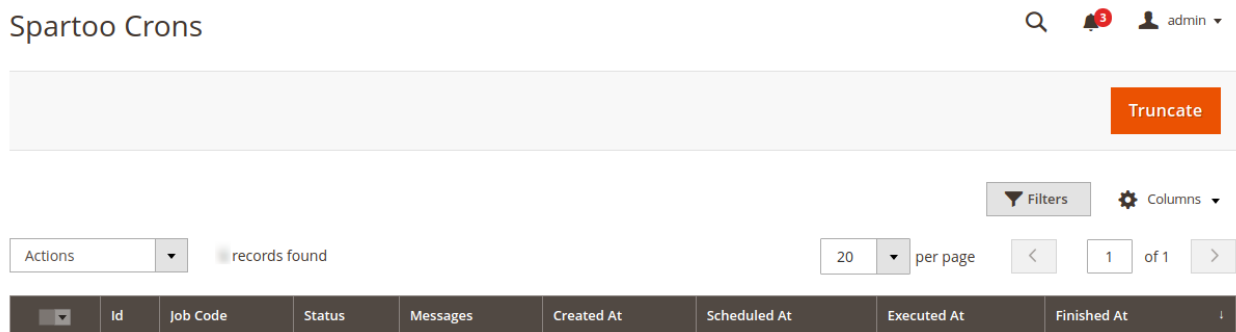 Spartoo Crons
3
admin
Truncate
Filters
Columns
Actions
records found
20
per page
1
of 1
Id
Job Code
Status
Messages
Created At
Scheduled At
Executed At
Finished At